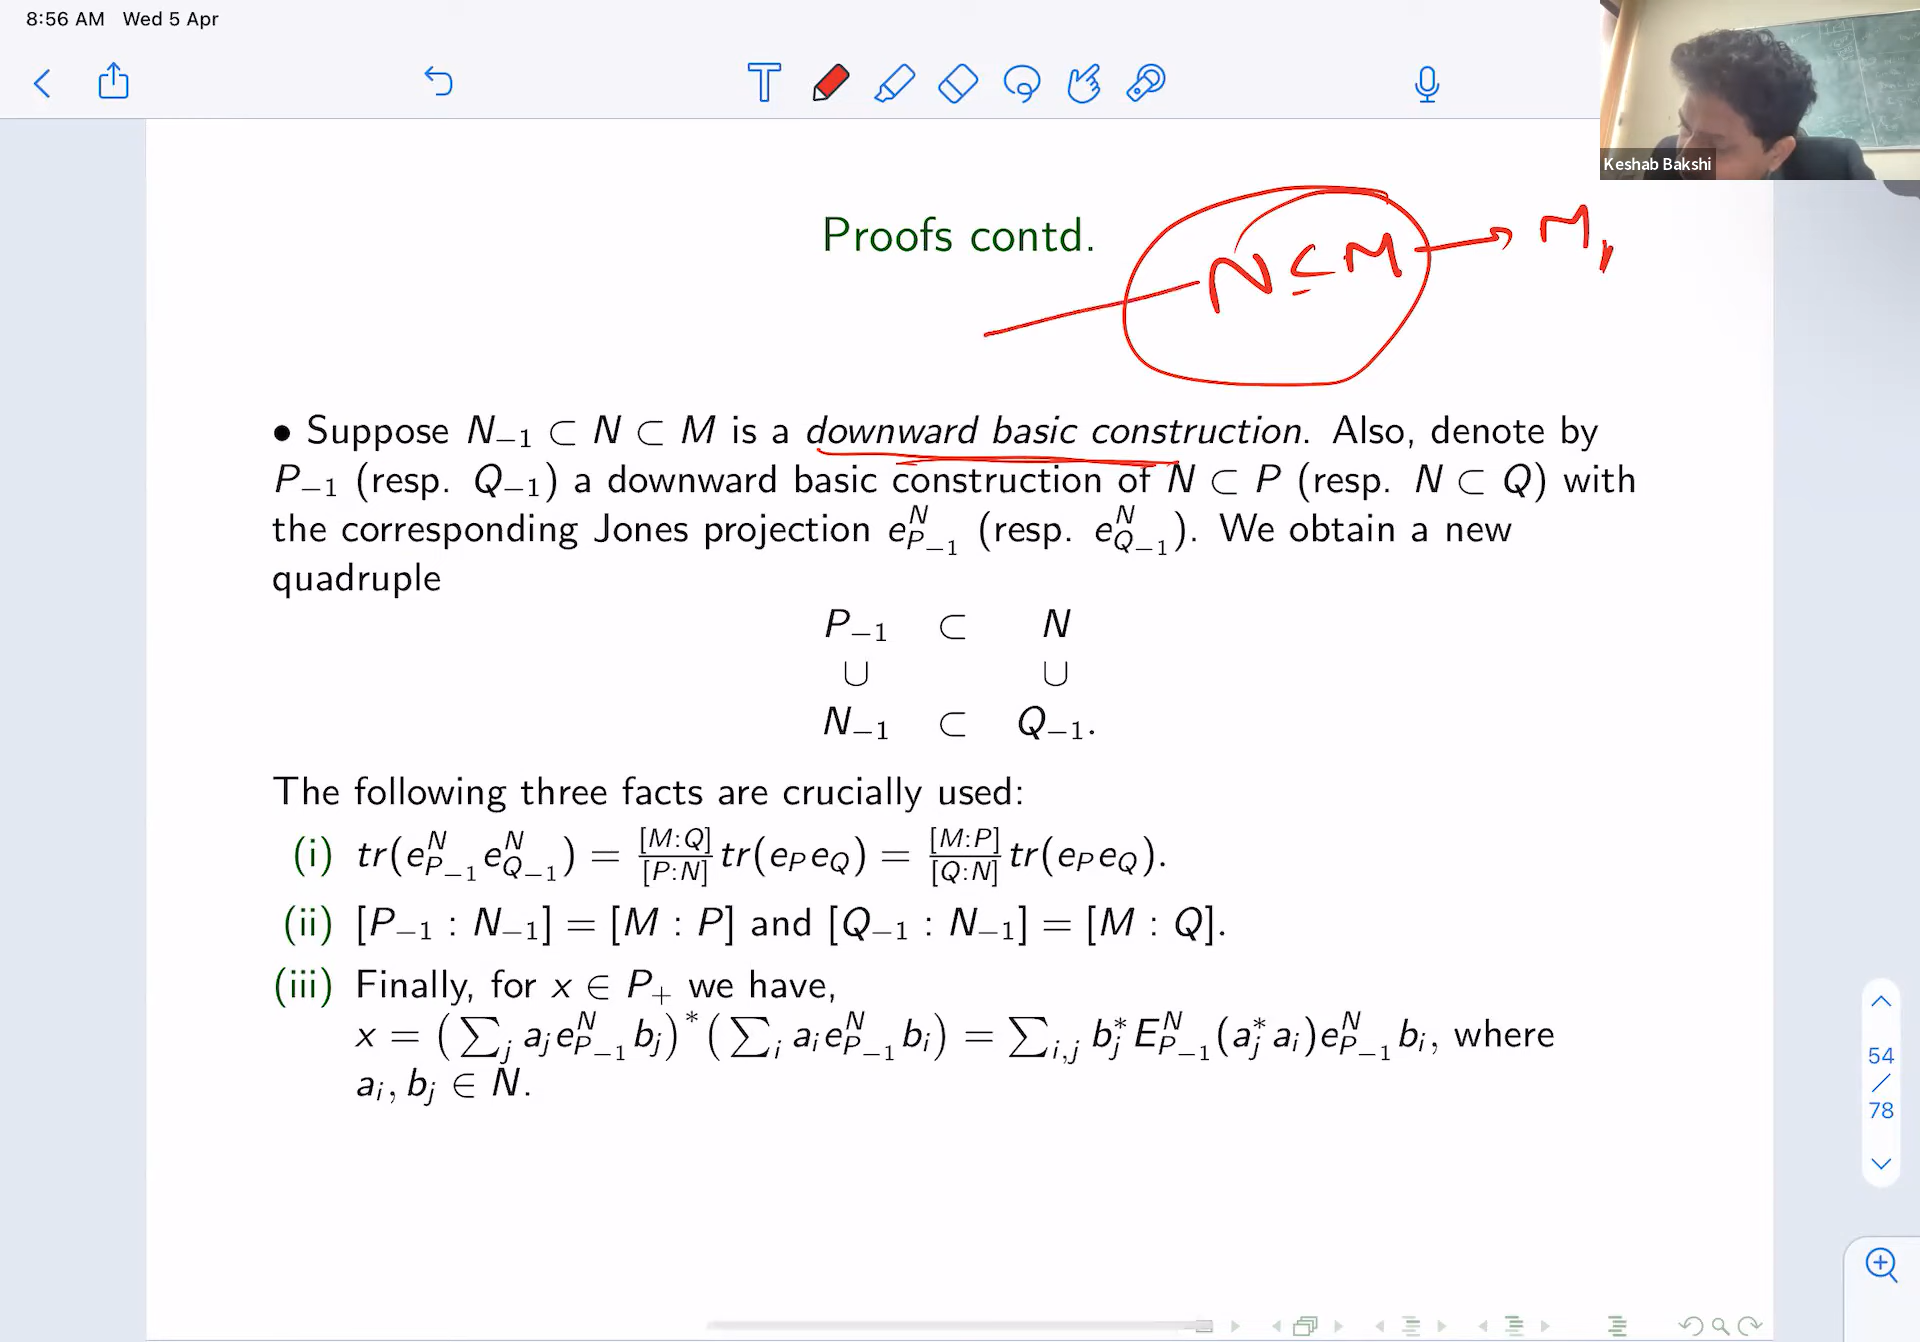 8:56 AM Wed 5 Apr
Keshab Bakshi
Proofs contd.
N ⊆ M → M₁
• Suppose N₋₁ ⊂ N ⊂ M is a downward basic construction. Also, denote by
P₋₁ (resp. Q₋₁) a downward basic construction of N ⊂ P (resp. N ⊂ Q) with
the corresponding Jones projection e^N_{P₋₁} (resp. e^N_{Q₋₁}). We obtain a new
quadruple
P₋₁ ⊂ N
∪ ∪
N₋₁ ⊂ Q₋₁.
The following three facts are crucially used:
(i) tr(e^N_{P₋₁} e^N_{Q₋₁}) = [M:Q]/[P:N] tr(e_P e_Q) = [M:P]/[Q:N] tr(e_P e_Q).
(ii) [P₋₁ : N₋₁] = [M : P] and [Q₋₁ : N₋₁] = [M : Q].
(iii) Finally, for x ∈ P₊ we have,
x = (∑_j a_j e^N_{P₋₁} b_j)^* (∑_i a_i e^N_{P₋₁} b_i) = ∑_{i,j} b_j^* E^N_{P₋₁}(a_j^* a_i) e^N_{P₋₁} b_i, where
a_i, b_j ∈ N.
54
/
78